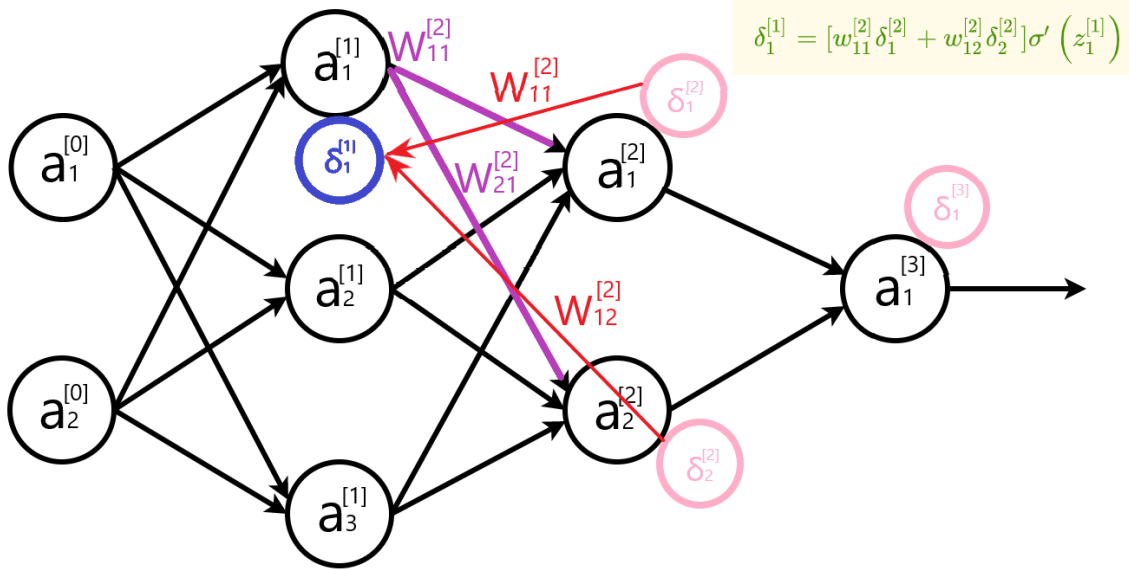 δ₁^[1] = [w₁₁^[2]δ₁^[2] + w₁₂^[2]δ₂^[2]]σ′(z₁^[1])
W₁₁^[2]
a₁^[1]
W₁₁^[2]
δ₁^[2]
a₁^[0]
δ₁^[1]
W₂₁^[2]
a₁^[2]
δ₁^[3]
a₂^[1]
W₁₂^[2]
a₁^[3]
a₂^[0]
a₂^[2]
δ₂^[2]
a₃^[1]